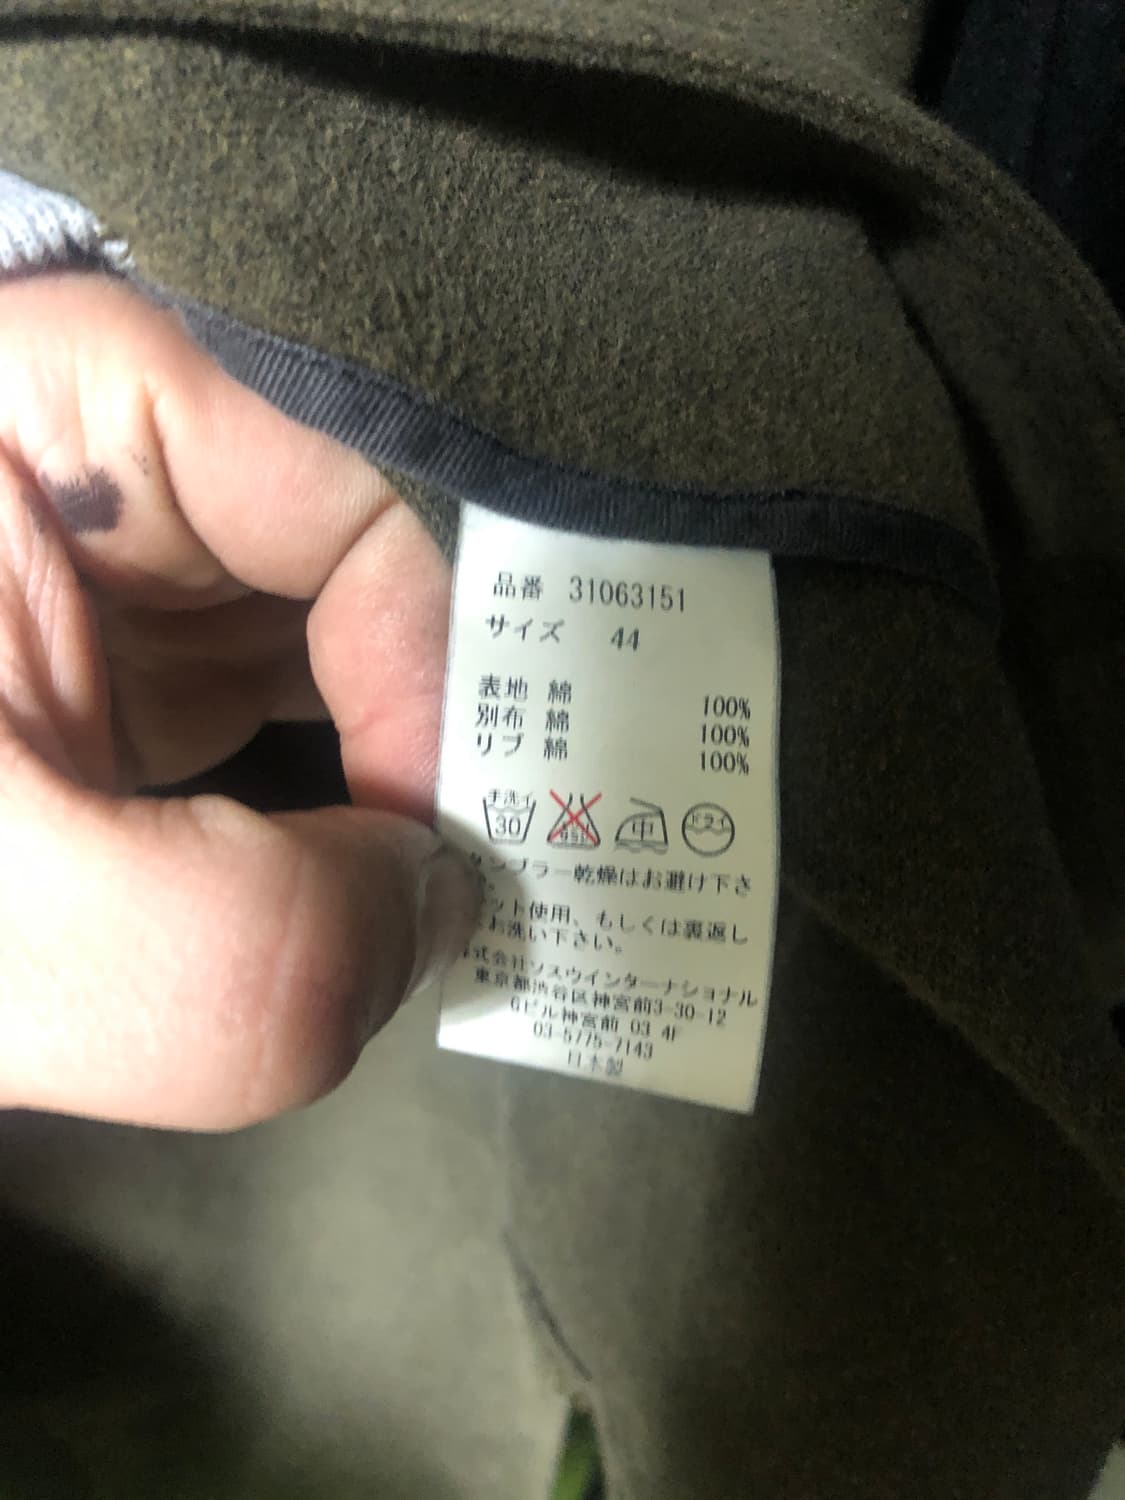 品番 31063151
サイズ 44
表地 綿 100%
別布 綿 100%
リブ 綿 100%
手洗イ 30 中 ドライ
ンブラー乾燥はお避け下さ
ット使用、もしくは裏返し
お洗い下さい。
式会社ソスウインターナショナル
東京都渋谷区神宮前3-30-12
Gビル神宮前 03 4F
03-5775-7143
日本製